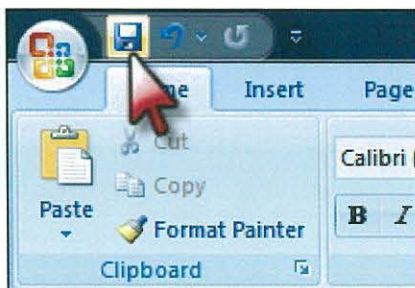 Insert Page
Cut
Calibri
Copy
Paste
B I
Format Painter
Clipboard